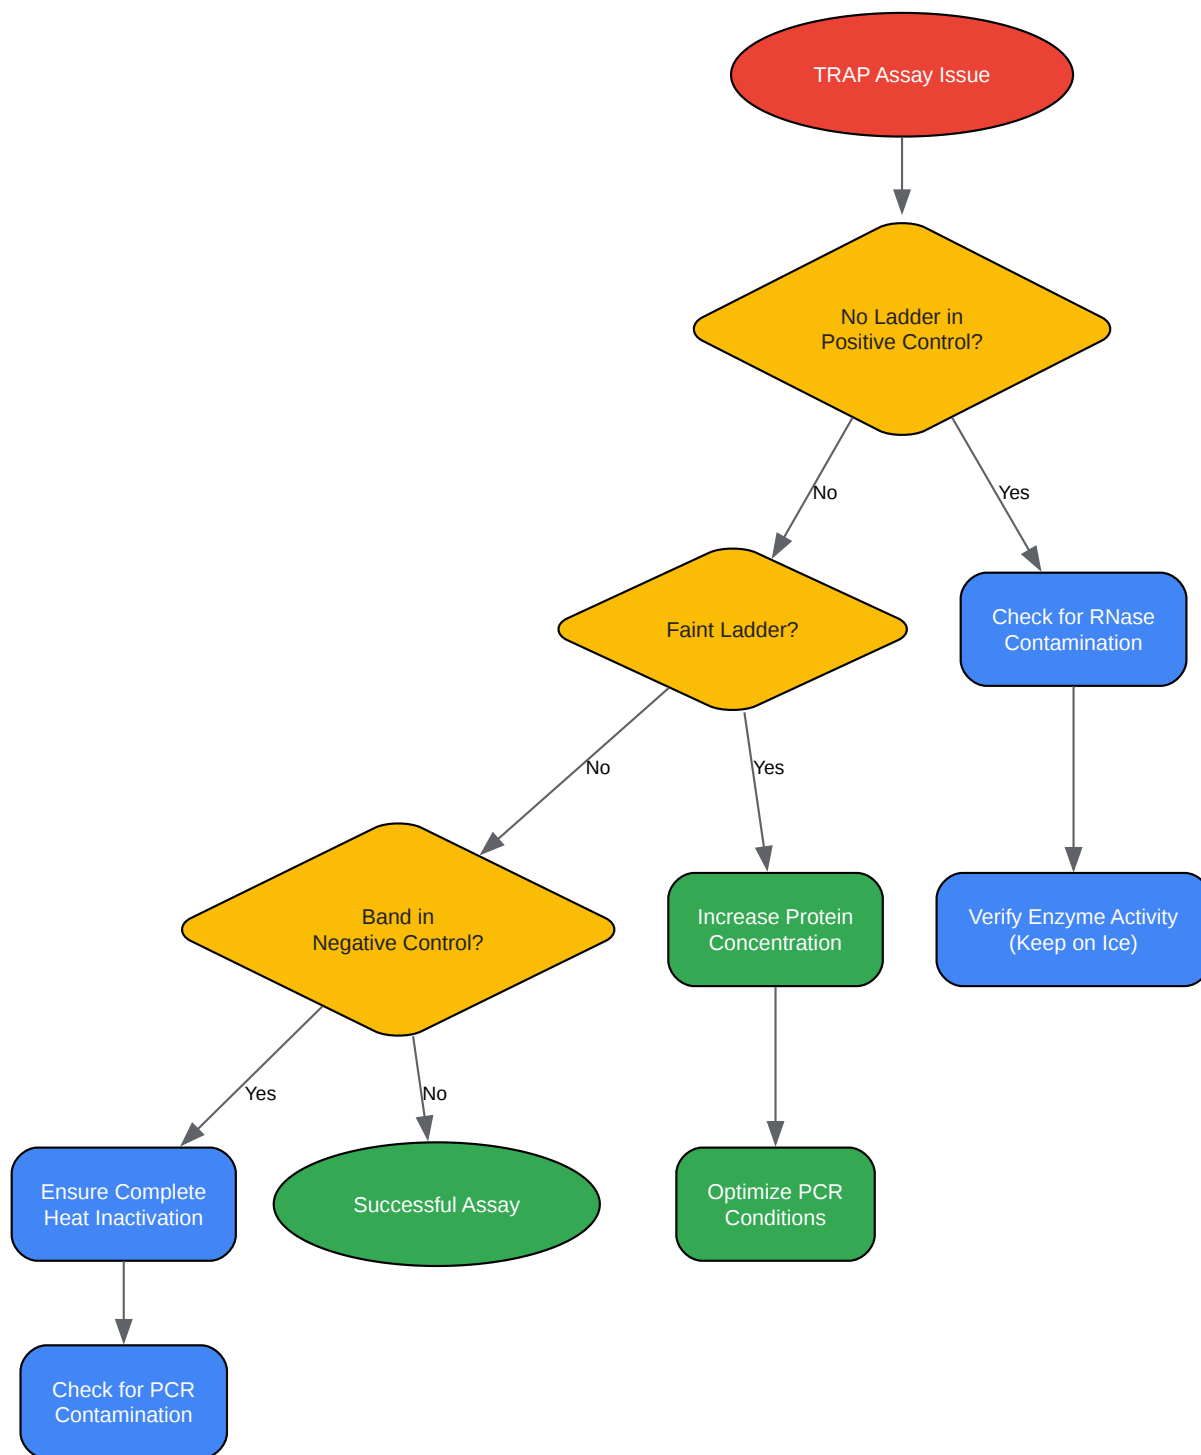 TRAP Assay Issue
No Ladder in
Positive Control?
No
Yes
Faint Ladder?
Check for RNase
Contamination
No
Yes
Band in
Negative Control?
Increase Protein
Concentration
Verify Enzyme Activity
(Keep on Ice)
Yes
No
Ensure Complete
Heat Inactivation
Successful Assay
Optimize PCR
Conditions
Check for PCR
Contamination